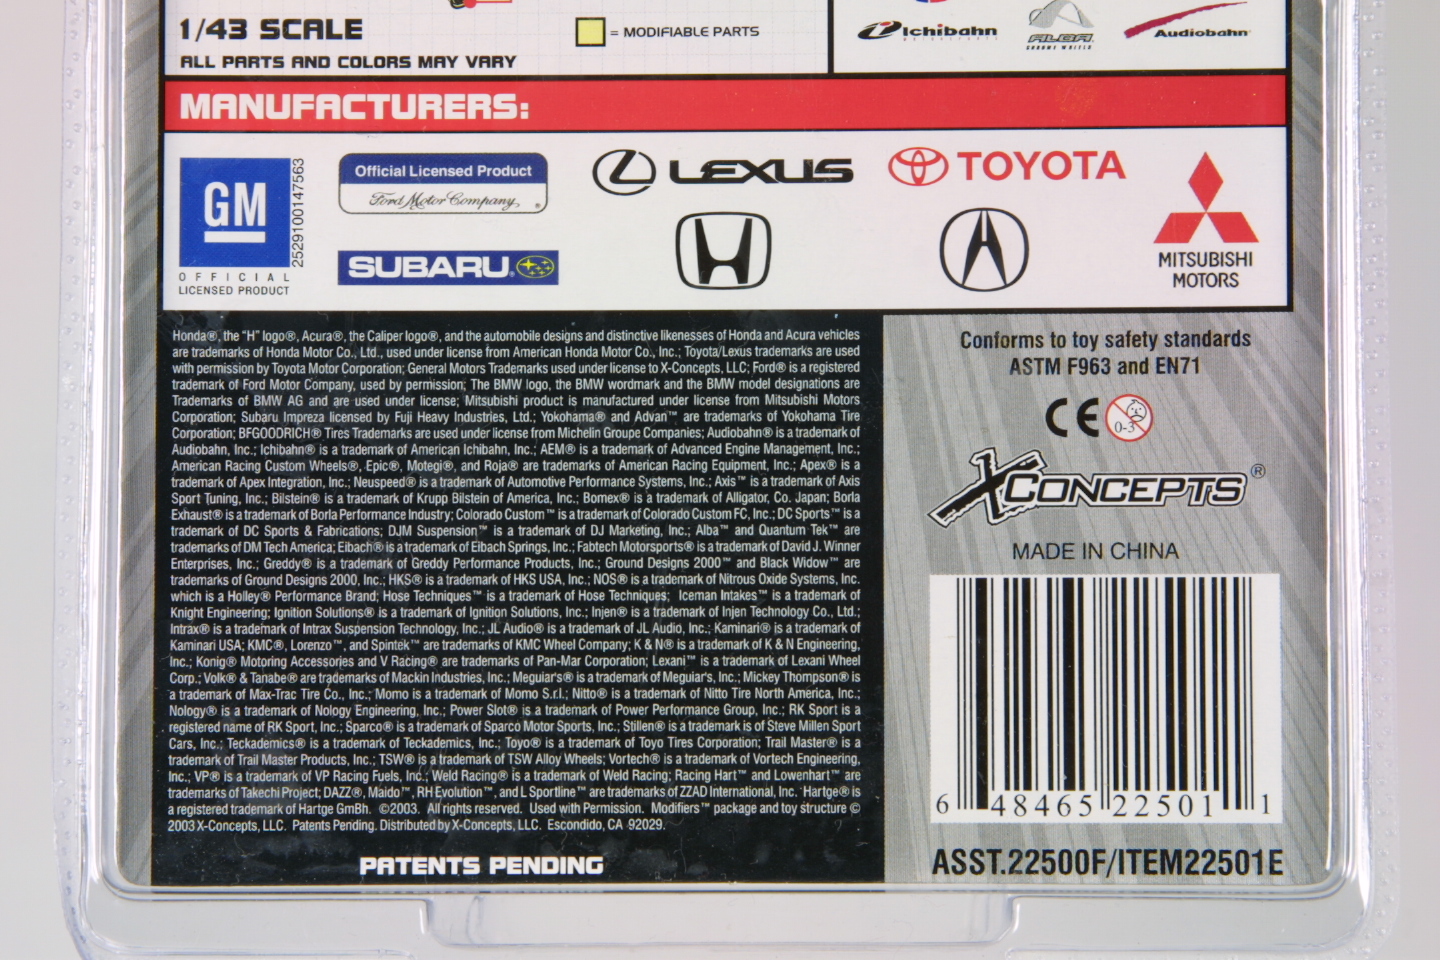 1/43 SCALE
= MODIFIABLE PARTS
ALL PARTS AND COLORS MAY VARY
Ichibahn
ALBA
CHROME WHEELS
Audiobahn
MANUFACTURERS:
GM
OFFICIAL
LICENSED PRODUCT
2529100147563
Official Licensed Product
Ford Motor Company,
SUBARU®
LEXUS
TOYOTA
MITSUBISHI
MOTORS
Honda®, the "H" logo®, Acura®, the Caliper logo®, and the automobile designs and distinctive likenesses of Honda and Acura vehicles
are trademarks of Honda Motor Co., Ltd., used under license from American Honda Motor Co., Inc.; Toyota/Lexus trademarks are used
with permission by Toyota Motor Corporation; General Motors Trademarks used under license to X-Concepts, LLC; Ford® is a registered
trademark of Ford Motor Company, used by permission; The BMW logo, the BMW wordmark and the BMW model designations are
Trademarks of BMW AG and are used under license; Mitsubishi product is manufactured under license from Mitsubishi Motors
Corporation; Subaru Impreza licensed by Fuji Heavy Industries, Ltd.; Yokohama® and Advan™ are trademarks of Yokohama Tire
Corporation; BFGOODRICH® Tires Trademarks are used under license from Michelin Groupe Companies; Audiobahn® is a trademark of
Audiobahn, Inc.; Ichibahn® is a trademark of American Ichibahn, Inc.; AEM® is a trademark of Advanced Engine Management, Inc.;
American Racing Custom Wheels®, Epic®, Motegi®, and Roja® are trademarks of American Racing Equipment, Inc.; Apex® is a
trademark of Apex Integration, Inc.; Neuspeed® is a trademark of Automotive Performance Systems, Inc.; Axis™ is a trademark of Axis
Sport Tuning, Inc.; Bilstein® is a trademark of Krupp Bilstein of America, Inc.; Bomex® is a trademark of Alligator, Co. Japan; Borla
Exhaust® is a trademark of Borla Performance Industry; Colorado Custom™ is a trademark of Colorado Custom FC, Inc.; DC Sports™ is a
trademark of DC Sports & Fabrications; DJM Suspension™ is a trademark of DJ Marketing, Inc.; Alba™ and Quantum Tek™ are
trademarks of DM Tech America; Eibach® is a trademark of Eibach Springs, Inc.; Fabtech Motorsports® is a trademark of David J. Winner
Enterprises, Inc.; Greddy® is a trademark of Greddy Performance Products, Inc.; Ground Designs 2000™ and Black Widow™ are
trademarks of Ground Designs 2000, Inc.; HKS® is a trademark of HKS USA, Inc.; NOS® is a trademark of Nitrous Oxide Systems, Inc.
which is a Holley® Performance Brand; Hose Techniques™ is a trademark of Hose Techniques; Iceman Intakes™ is a trademark of
Knight Engineering; Ignition Solutions® is a trademark of Ignition Solutions, Inc.; Injen® is a trademark of Injen Technology Co., Ltd.;
Intrax® is a trademark of Intrax Suspension Technology, Inc.; JL Audio® is a trademark of JL Audio, Inc.; Kaminari® is a trademark of
Kaminari USA; KMC®, Lorenzo™, and Spintek™ are trademarks of KMC Wheel Company; K & N® is a trademark of K & N Engineering,
Inc.; Konig® Motoring Accessories and V Racing® are trademarks of Pan-Mar Corporation; Lexani™ is a trademark of Lexani Wheel
Corp.; Volk® & Tanabe® are trademarks of Mackin Industries, Inc.; Meguiar's® is a trademark of Meguiar's, Inc.; Mickey Thompson® is
a trademark of Max-Trac Tire Co., Inc.; Momo is a trademark of Momo S.r.l.; Nitto® is a trademark of Nitto Tire North America, Inc.;
Nology® is a trademark of Nology Engineering, Inc.; Power Slot® is a trademark of Power Performance Group, Inc.; RK Sport is a
registered name of RK Sport, Inc.; Sparco® is a trademark of Sparco Motor Sports, Inc.; Stillen® is a trademark is of Steve Millen Sport
Cars, Inc.; Teckademics® is a trademark of Teckademics, Inc.; Toyo® is a trademark of Toyo Tires Corporation; Trail Master® is a
trademark of Trail Master Products, Inc.; TSW® is a trademark of TSW Alloy Wheels; Vortech® is a trademark of Vortech Engineering,
Inc.; VP® is a trademark of VP Racing Fuels, Inc.; Weld Racing® is a trademark of Weld Racing; Racing Hart™ and Lowenhart™ are
trademarks of Takechi Project; DAZZ®, Maido™, RH Evolution™, and L Sportline™ are trademarks of ZZAD International, Inc. Hartge® is
a registered trademark of Hartge GmBh. ©2003. All rights reserved. Used with Permission. Modifiers™ package and toy structure ©
2003 X-Concepts, LLC. Patents Pending. Distributed by X-Concepts, LLC. Escondido, CA 92029.
PATENTS PENDING
Conforms to toy safety standards
ASTM F963 and EN71
CE
0-3
XCONCEPTS®
MADE IN CHINA
6 48465 22501 1
ASST.22500F/ITEM22501E